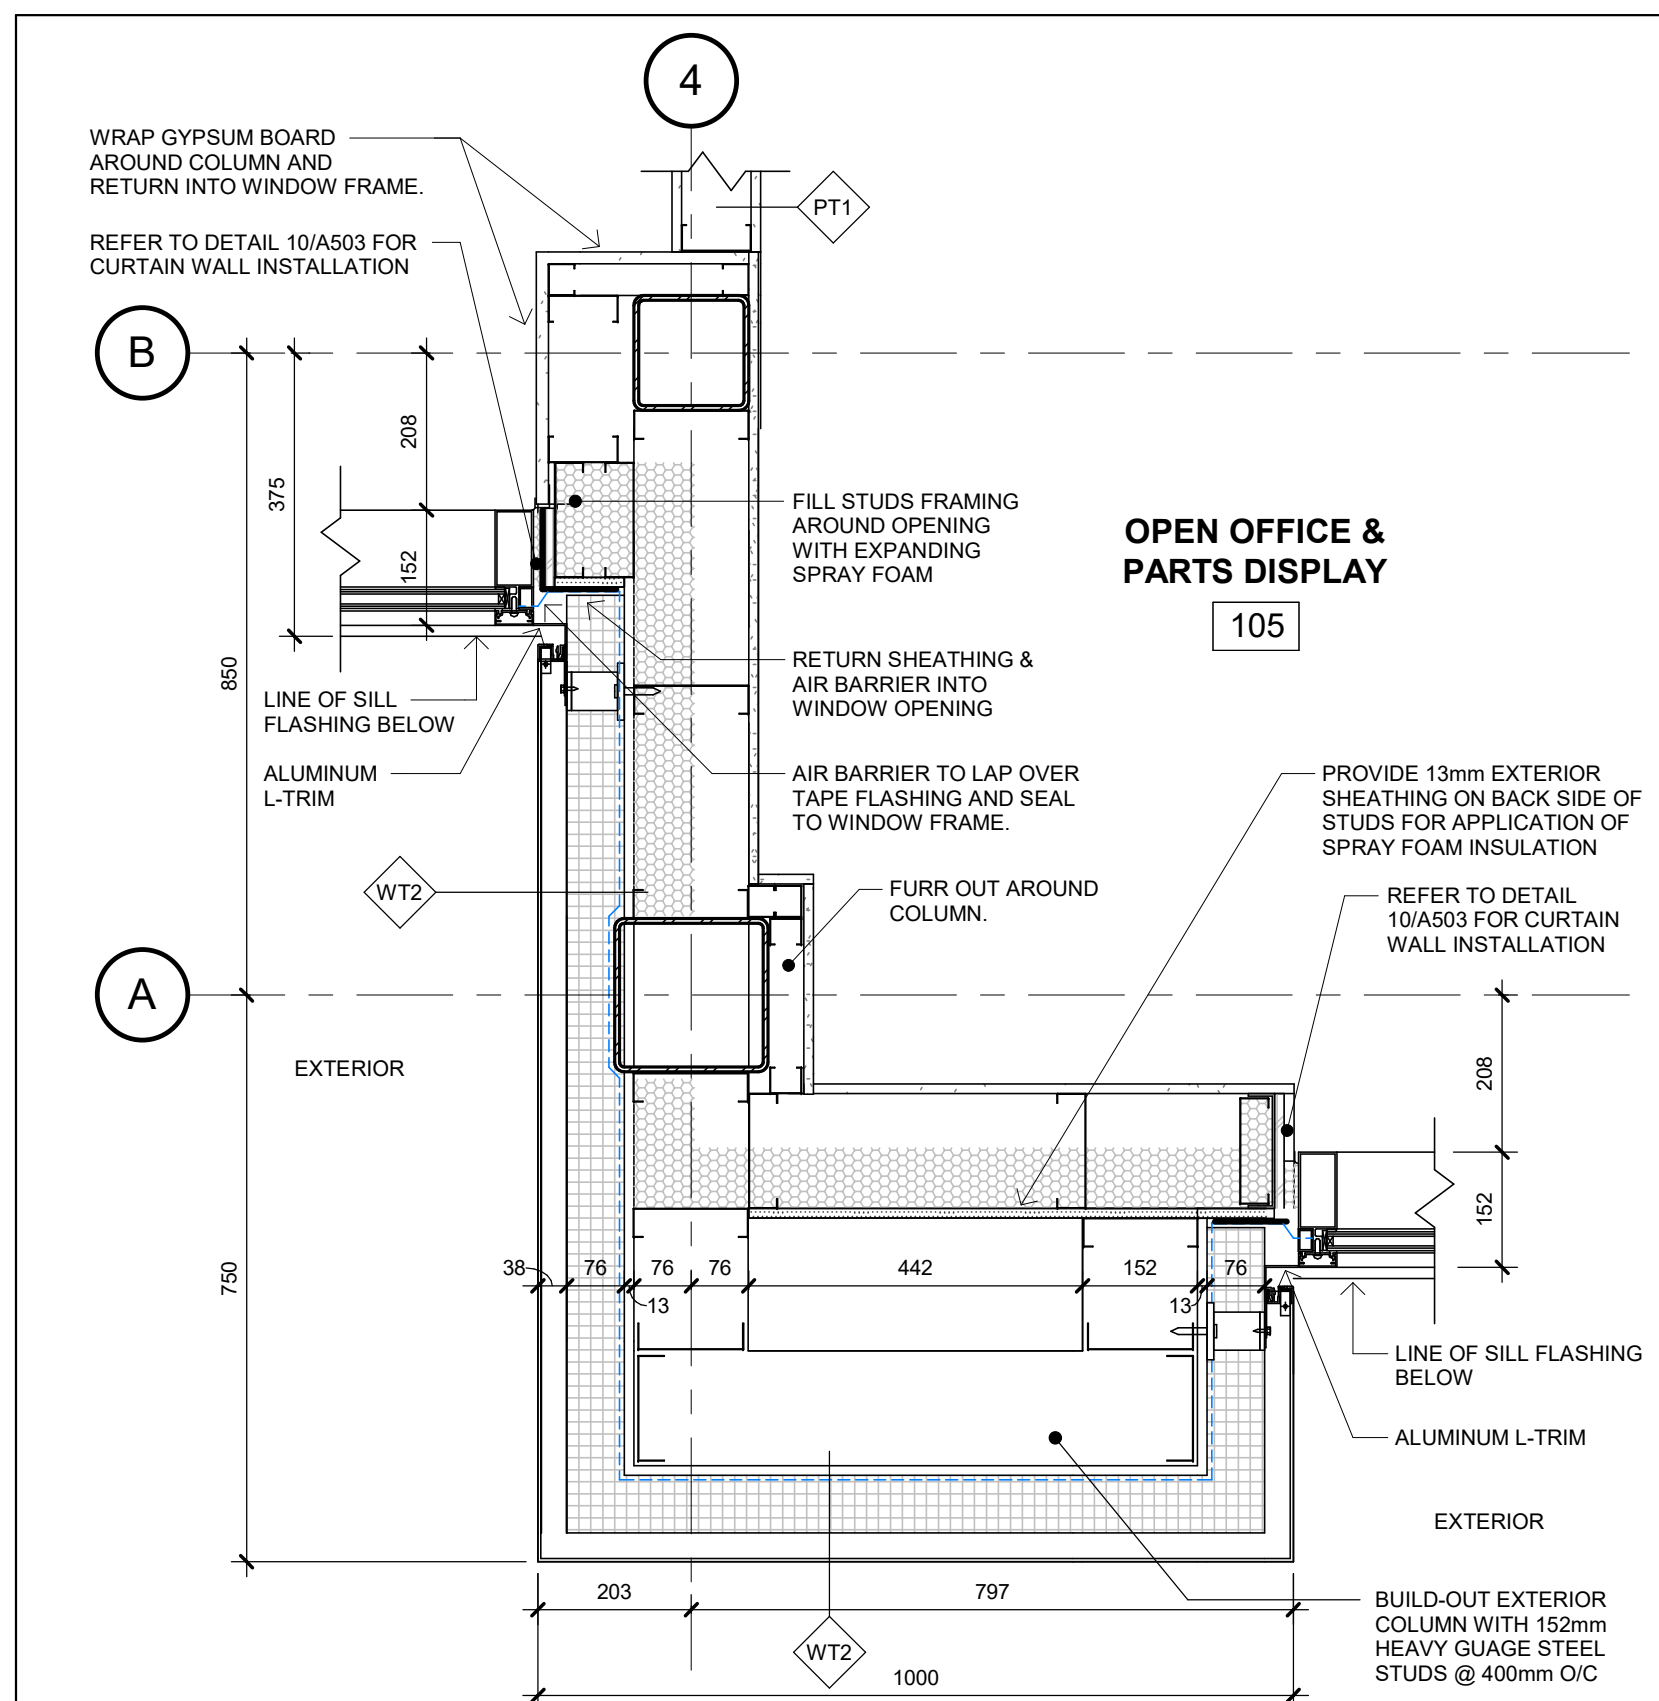 4
WRAP GYPSUM BOARD
AROUND COLUMN AND
RETURN INTO WINDOW FRAME.
PT1
REFER TO DETAIL 10/A503 FOR
CURTAIN WALL INSTALLATION
B
208
375
152
850
FILL STUDS FRAMING
AROUND OPENING
WITH EXPANDING
SPRAY FOAM
OPEN OFFICE &
PARTS DISPLAY
105
RETURN SHEATHING &
AIR BARRIER INTO
WINDOW OPENING
LINE OF SILL
FLASHING BELOW
ALUMINUM
L-TRIM
AIR BARRIER TO LAP OVER
TAPE FLASHING AND SEAL
TO WINDOW FRAME.
PROVIDE 13mm EXTERIOR
SHEATHING ON BACK SIDE OF
STUDS FOR APPLICATION OF
SPRAY FOAM INSULATION
WT2
FURR OUT AROUND
COLUMN.
REFER TO DETAIL
10/A503 FOR CURTAIN
WALL INSTALLATION
A
EXTERIOR
208
152
750
38
76
13
76
76
442
152
13
76
LINE OF SILL FLASHING
BELOW
ALUMINUM L-TRIM
EXTERIOR
203
797
BUILD-OUT EXTERIOR
COLUMN WITH 152mm
HEAVY GUAGE STEEL
STUDS @ 400mm O/C
WT2
1000